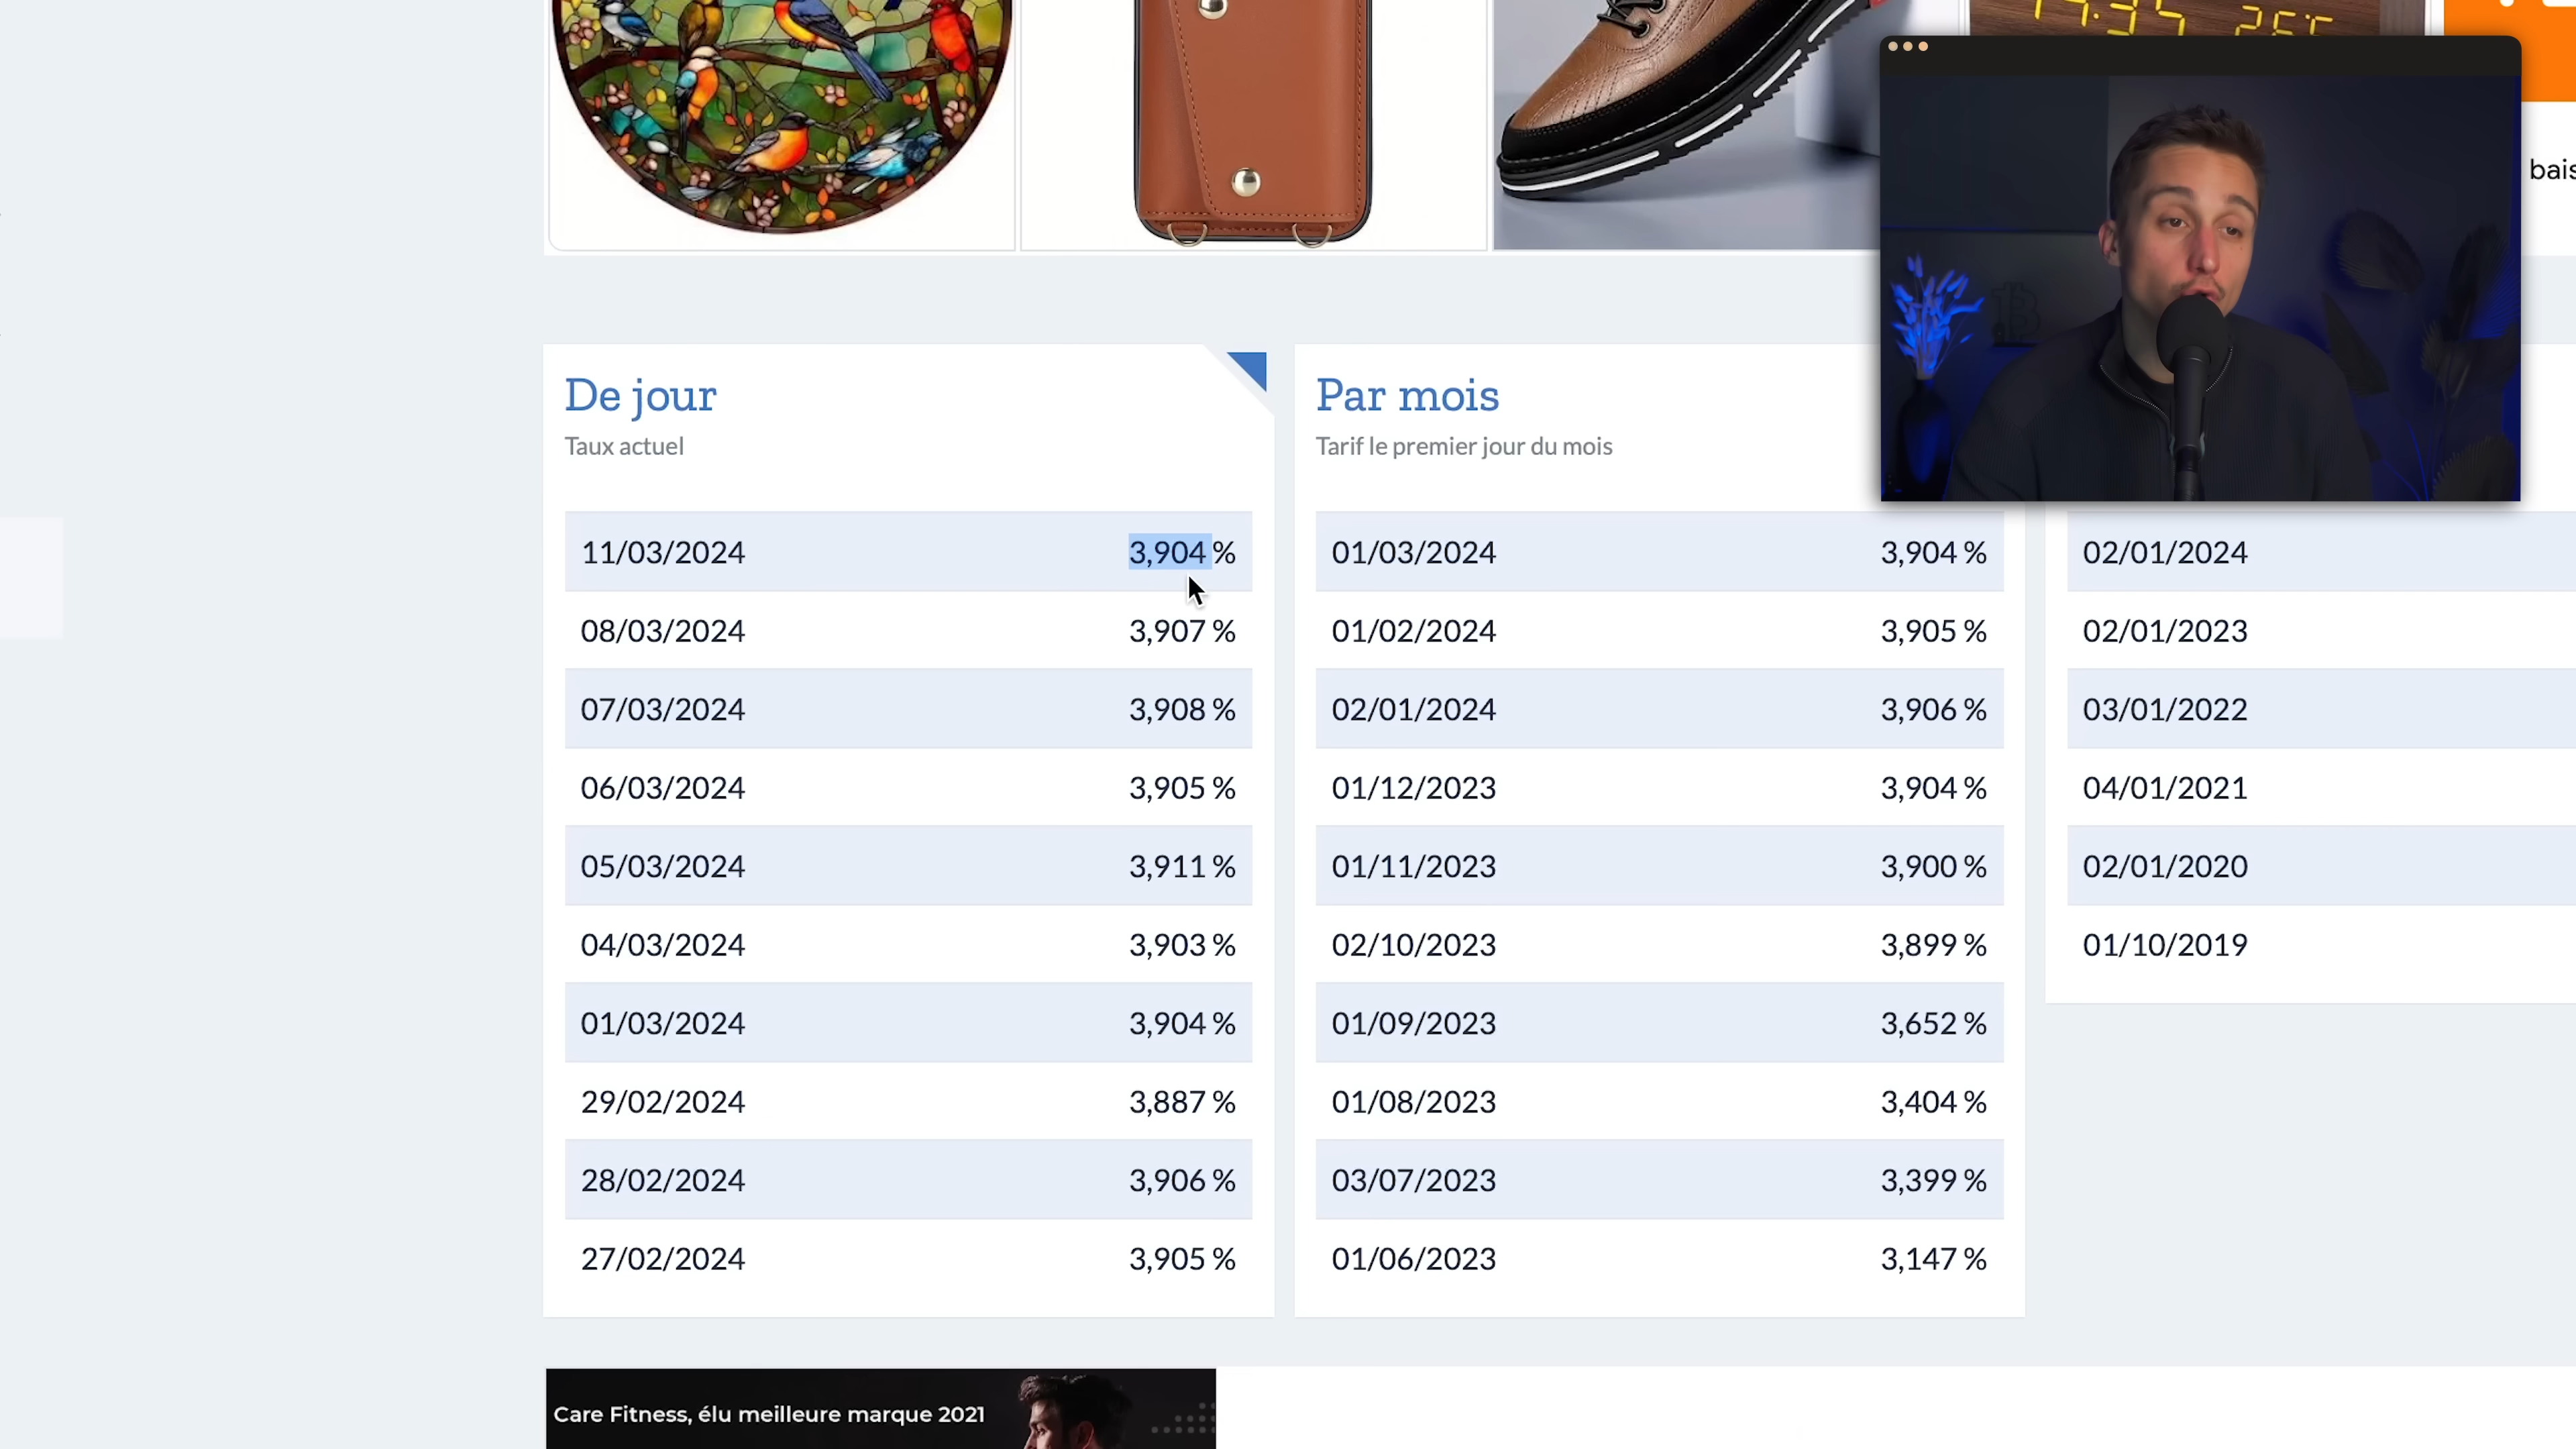 26°C
bais
De jour
Taux actuel
11/03/2024 3,904 %
08/03/2024 3,907 %
07/03/2024 3,908 %
06/03/2024 3,905 %
05/03/2024 3,911 %
04/03/2024 3,903 %
01/03/2024 3,904 %
29/02/2024 3,887 %
28/02/2024 3,906 %
27/02/2024 3,905 %
Par mois
Tarif le premier jour du mois
01/03/2024 3,904 %
01/02/2024 3,905 %
02/01/2024 3,906 %
01/12/2023 3,904 %
01/11/2023 3,900 %
02/10/2023 3,899 %
01/09/2023 3,652 %
01/08/2023 3,404 %
03/07/2023 3,399 %
01/06/2023 3,147 %
02/01/2024
02/01/2023
03/01/2022
04/01/2021
02/01/2020
01/10/2019
Care Fitness, élu meilleure marque 2021